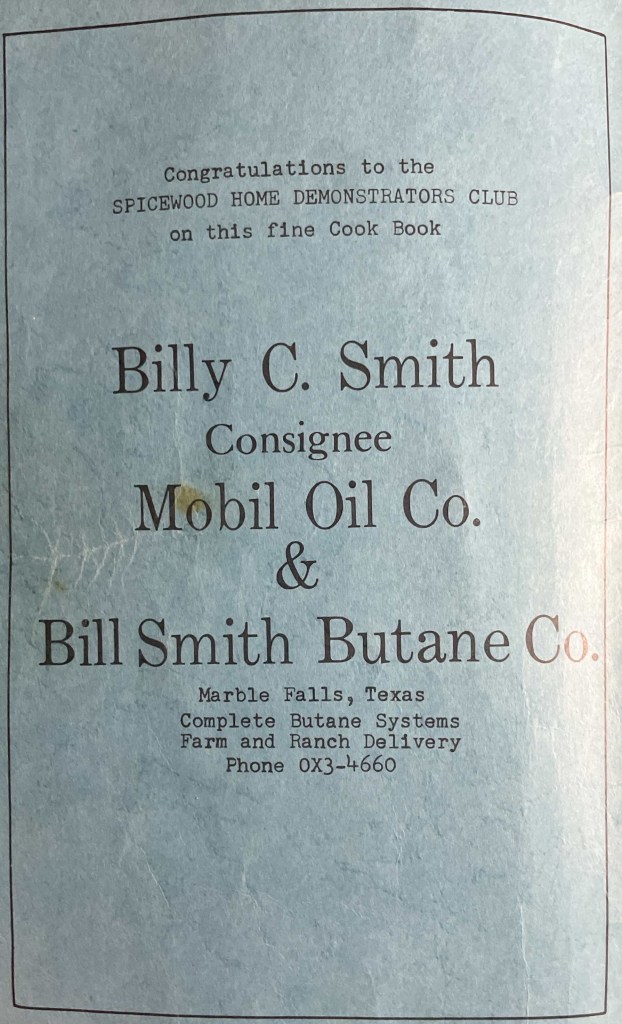 Congratulations to the
SPICEWOOD HOME DEMONSTRATORS CLUB
on this fine Cook Book
Billy C. Smith
Consignee
Mobil Oil Co.
&
Bill Smith Butane Co.
Marble Falls, Texas
Complete Butane Systems
Farm and Ranch Delivery
Phone OX3-4660